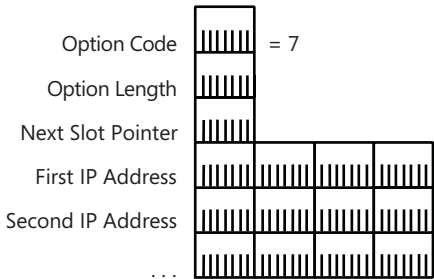 Option Code = 7
Option Length
Next Slot Pointer
First IP Address
Second IP Address
. . .